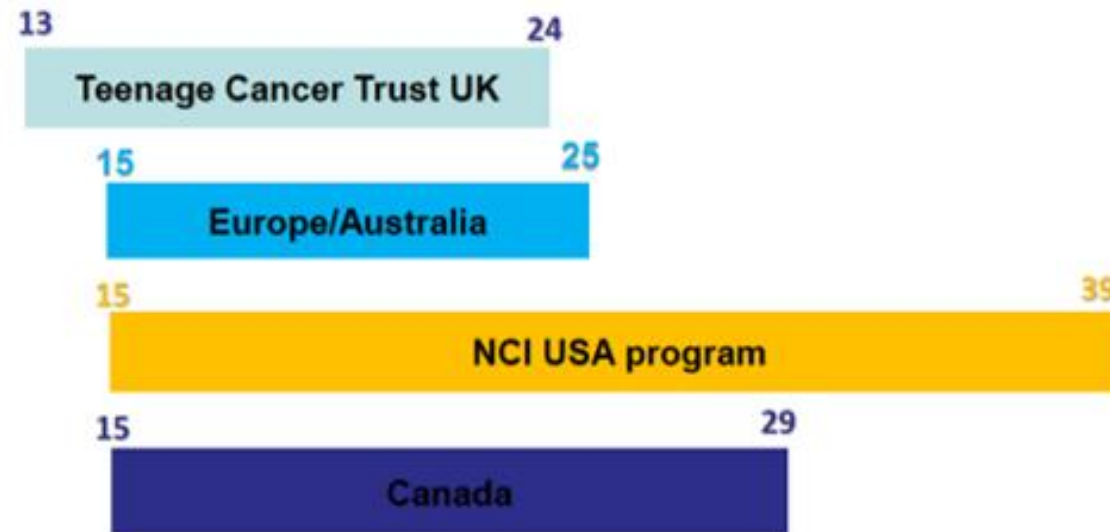 13 24
Teenage Cancer Trust UK
15 25
Europe/Australia
15 39
NCI USA program
15 29
Canada